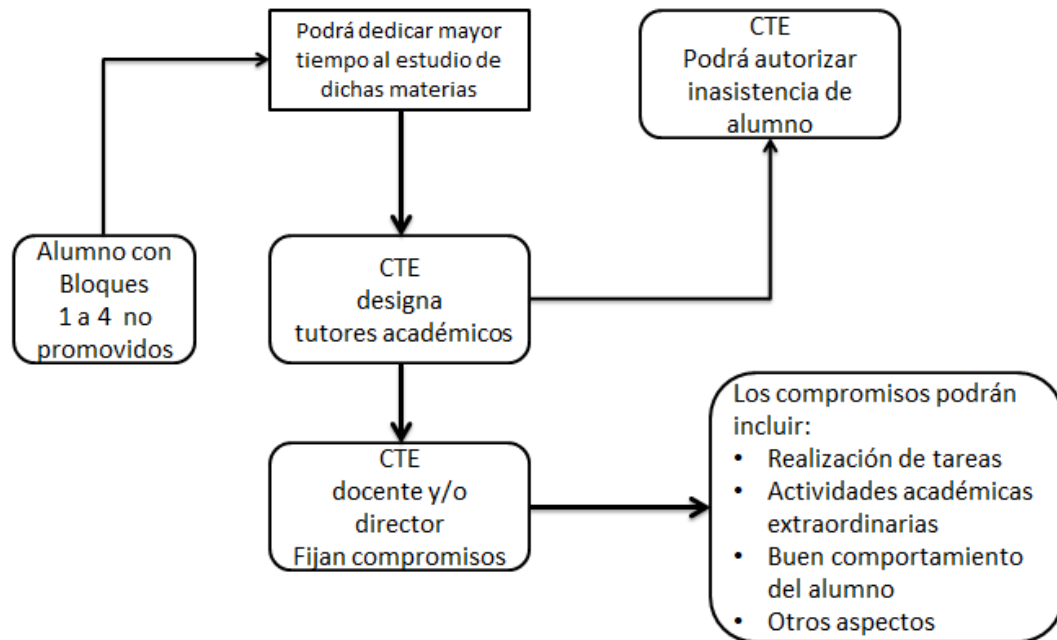 Podrá dedicar mayor
tiempo al estudio de
dichas materias
CTE
Podrá autorizar
inasistencia de
alumno
Alumno con
Bloques
1 a 4 no
promovidos
CTE
designa
tutores académicos
CTE
docente y/o
director
Fijan compromisos
Los compromisos podrán
incluir:
• Realización de tareas
• Actividades académicas
extraordinarias
• Buen comportamiento
del alumno
• Otros aspectos